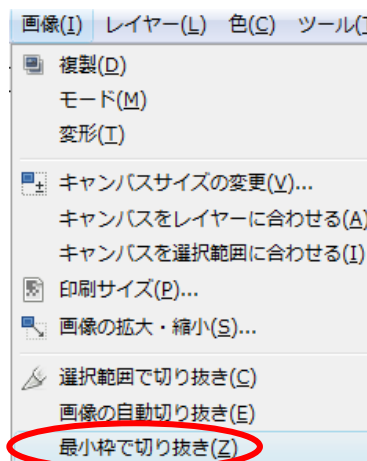 画像(I) レイヤー(L) 色(C) ツール(T
複製(D)
モード(M)
変形(T)
キャンバスサイズの変更(V)...
キャンバスをレイヤーに合わせる(A)
キャンバスを選択範囲に合わせる(I)
印刷サイズ(P)...
画像の拡大・縮小(S)...
選択範囲で切り抜き(C)
画像の自動切り抜き(E)
最小枠で切り抜き(Z)